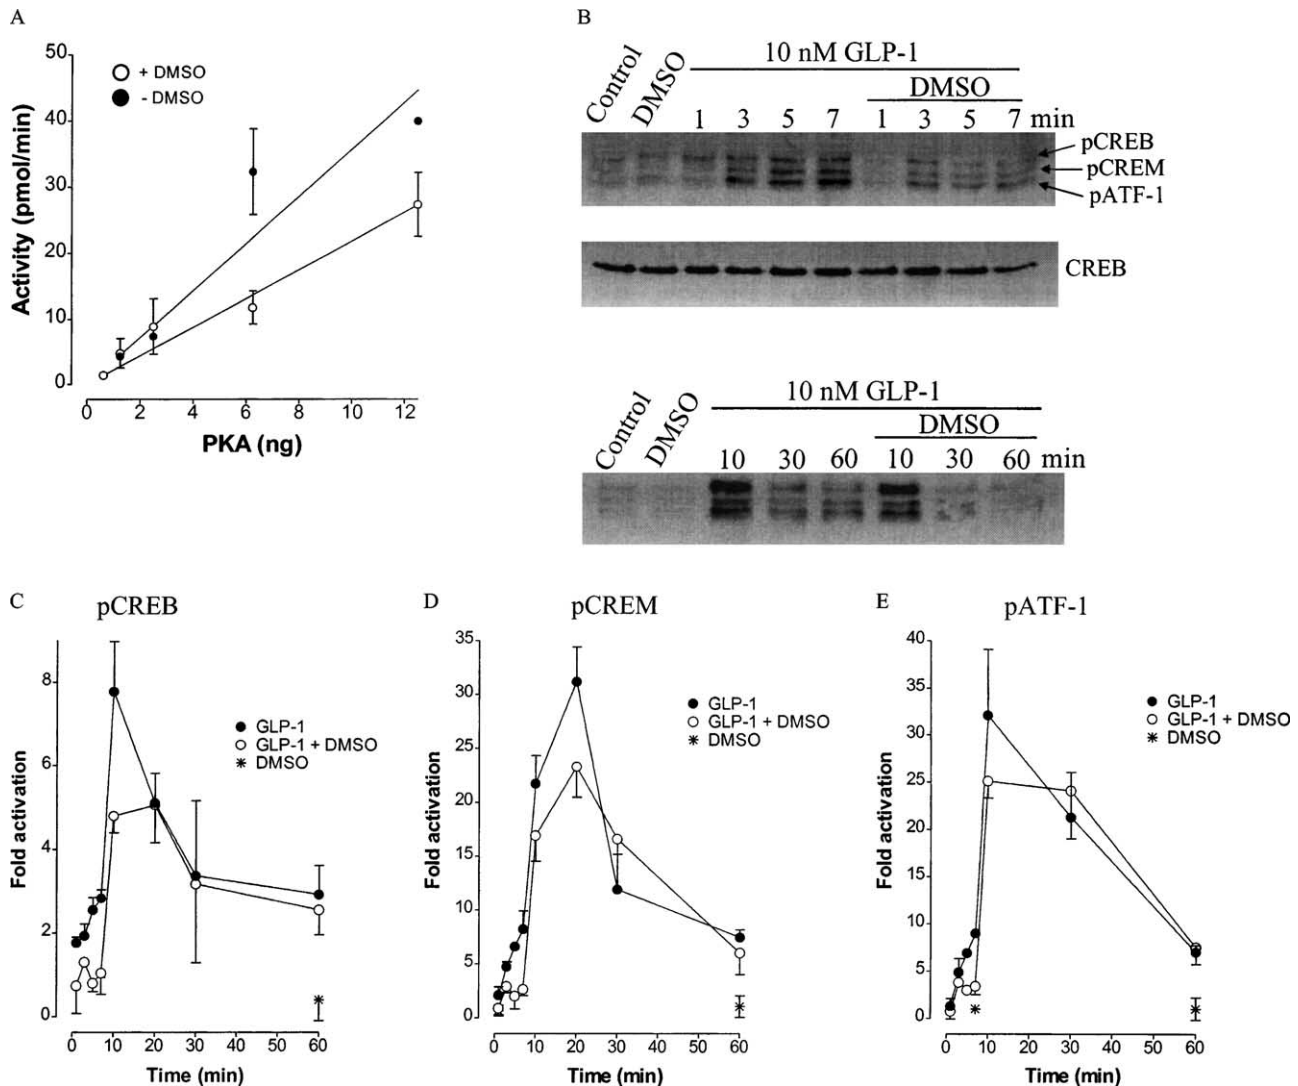 A
50
40
30
20
10
0
Activity (pmol/min)
+ DMSO
- DMSO
0 2 4 6 8 10 12
PKA (ng)
B
Control
DMSO
10 nM GLP-1
DMSO
1 3 5 7 1 3 5 7 min
pCREB
pCREM
pATF-1
CREB
Control
DMSO
10 nM GLP-1
DMSO
10 30 60 10 30 60 min
C pCREB
8
6
4
2
0
Fold activation
GLP-1
GLP-1 + DMSO
DMSO
0 10 20 30 40 50 60
Time (min)
D pCREM
35
30
25
20
15
10
5
0
Fold activation
GLP-1
GLP-1 + DMSO
DMSO
0 10 20 30 40 50 60
Time (min)
E pATF-1
40
35
30
25
20
15
10
5
0
Fold activation
GLP-1
GLP-1 + DMSO
DMSO
0 10 20 30 40 50 60
Time (min)